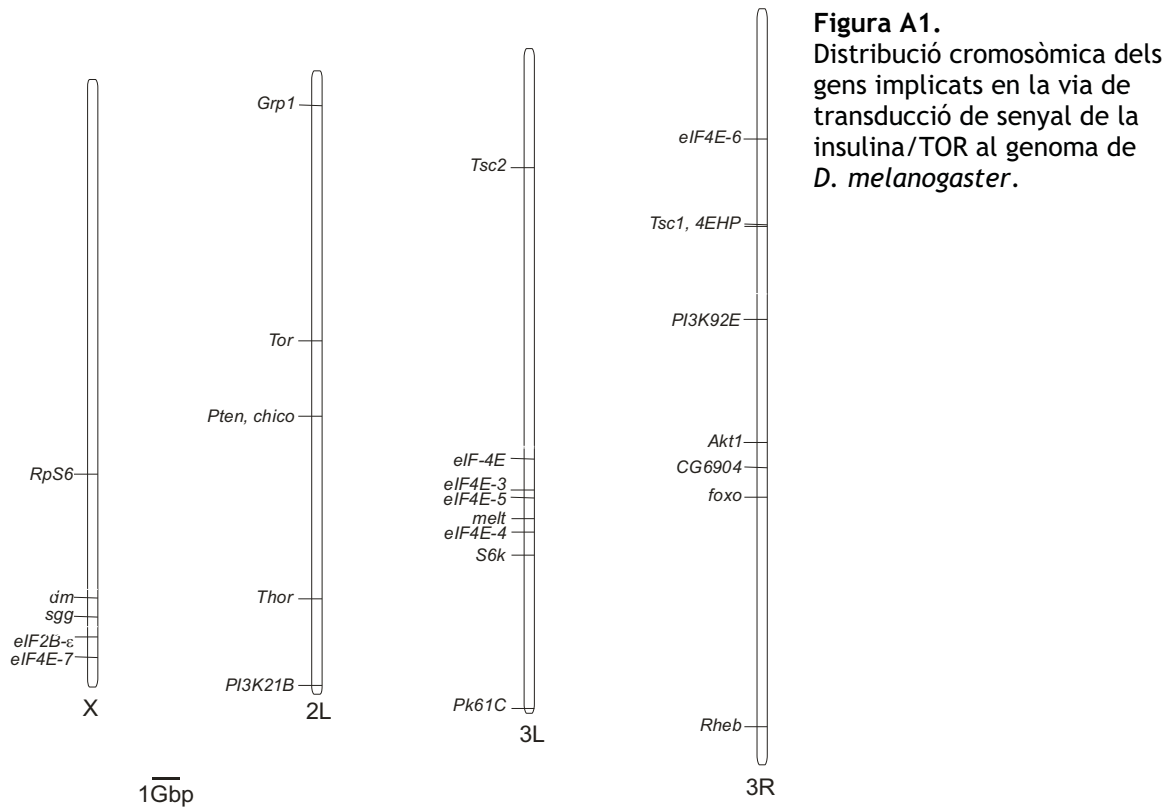 Figura A1.
Distribució cromosòmica dels
gens implicats en la via de
transducció de senyal de la
insulina/TOR al genoma de
D. melanogaster.
RpS6
dm
sgg
eIF2B-ε
eIF4E-7
X
Grp1
Tor
Pten, chico
Thor
PI3K21B
2L
Tsc2
eIF-4E
eIF4E-3
eIF4E-5
melt
eIF4E-4
S6k
Pk61C
3L
eIF4E-6
Tsc1, 4EHP
PI3K92E
Akt1
CG6904
foxo
Rheb
3R
1Gbp